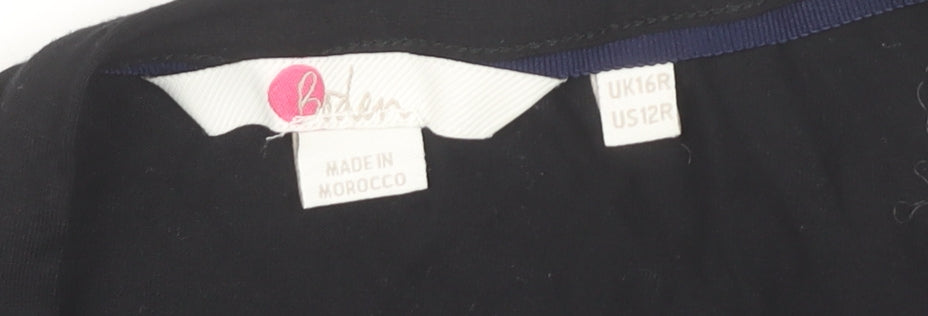 Boden
MADE IN
MOROCCO
UK16R
US12R